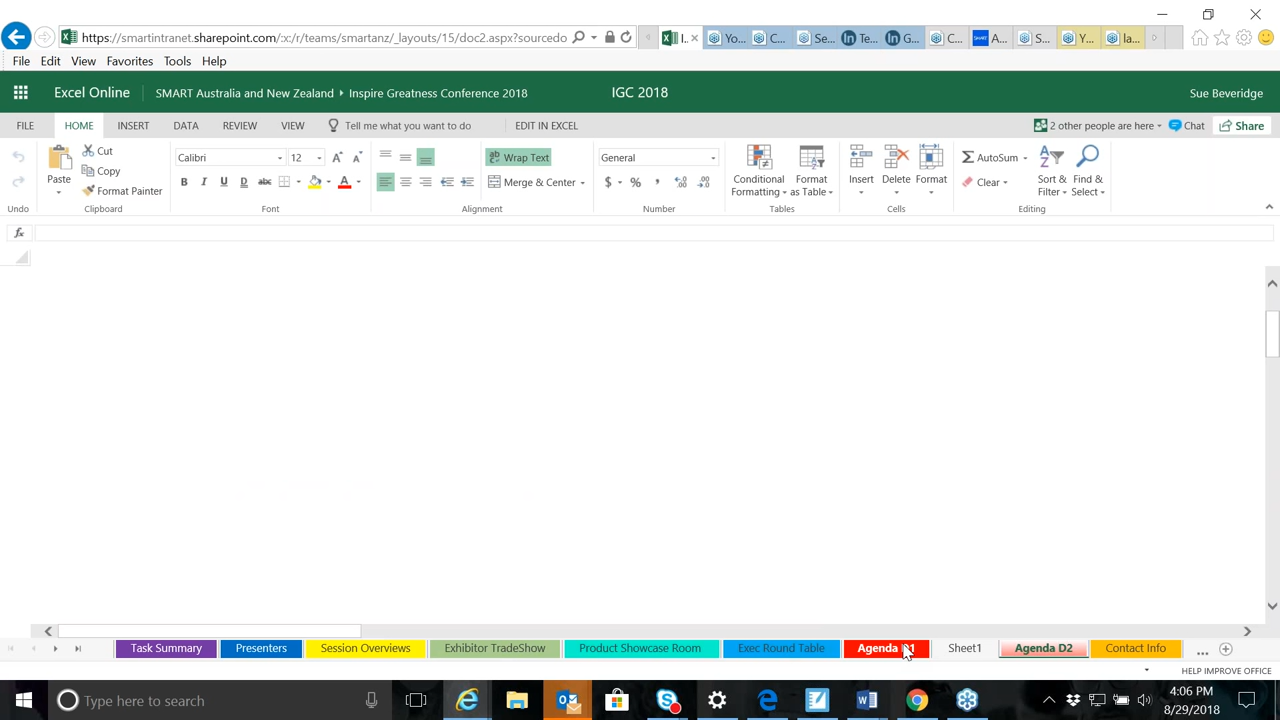 https://smartintranet.sharepoint.com/:x:/r/teams/smartanz/_layouts/15/doc2.aspx?sourcedo
I...
Yo...
C...
Se...
Te...
G...
C...
A...
S...
Y...
la...
File Edit View Favorites Tools Help
Excel Online SMART Australia and New Zealand Inspire Greatness Conference 2018 IGC 2018 Sue Beveridge
FILE HOME INSERT DATA REVIEW VIEW Tell me what you want to do EDIT IN EXCEL 2 other people are here Chat Share
Cut
Copy
Format Painter
Paste
Calibri 12
B I U D abc A
Wrap Text
Merge & Center
General
$ % , .00
Conditional Formatting
Format as Table
Insert Delete Format
AutoSum
Clear
Sort & Filter
Find & Select
Undo Clipboard Font Alignment Number Tables Cells Editing
fx
Task Summary Presenters Session Overviews Exhibitor TradeShow Product Showcase Room Exec Round Table Agenda D1 Sheet1 Agenda D2 Contact Info ...
HELP IMPROVE OFFICE
Type here to search
4:06 PM
8/29/2018